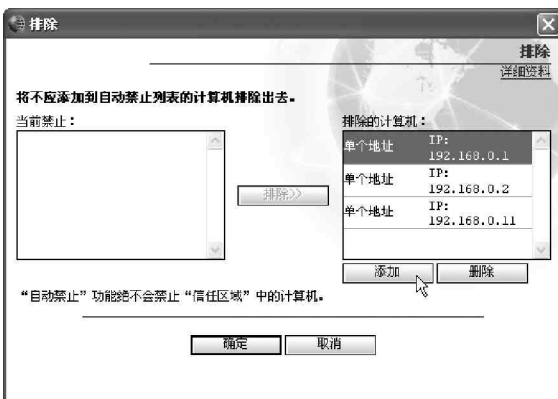 排除
排除
详细资料
将不应添加到自动禁止列表的计算机排除出去。
当前禁止：
排除>>
排除的计算机：
单个地址 IP: 192.168.0.1
单个地址 IP: 192.168.0.2
单个地址 IP: 192.168.0.11
添加 删除
“自动禁止”功能绝不会禁止“信任区域”中的计算机。
确定 取消